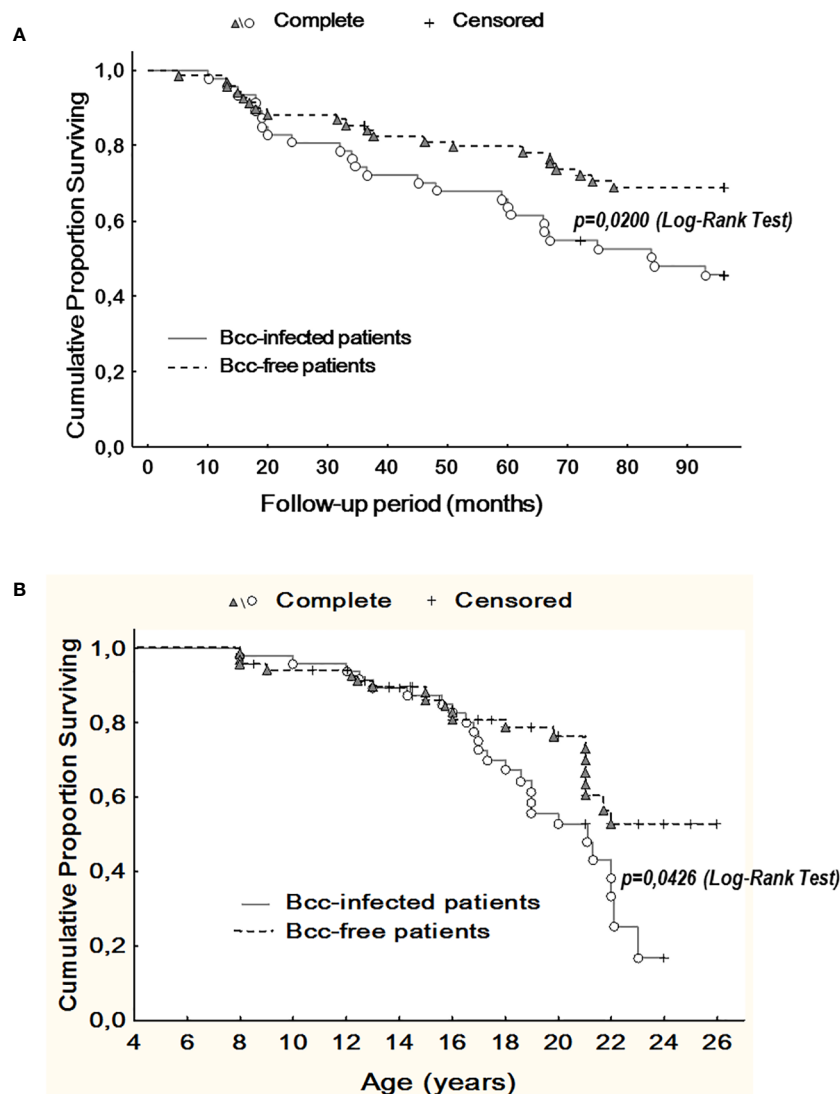 A
Complete
Censored
Cumulative Proportion Surviving
1,0
0,8
0,6
0,4
0,2
0,0
p=0,0200 (Log-Rank Test)
Bcc-infected patients
Bcc-free patients
0 10 20 30 40 50 60 70 80 90
Follow-up period (months)
B
Complete
Censored
Cumulative Proportion Surviving
1,0
0,8
0,6
0,4
0,2
0,0
p=0,0426 (Log-Rank Test)
Bcc-infected patients
Bcc-free patients
4 6 8 10 12 14 16 18 20 22 24 26
Age (years)